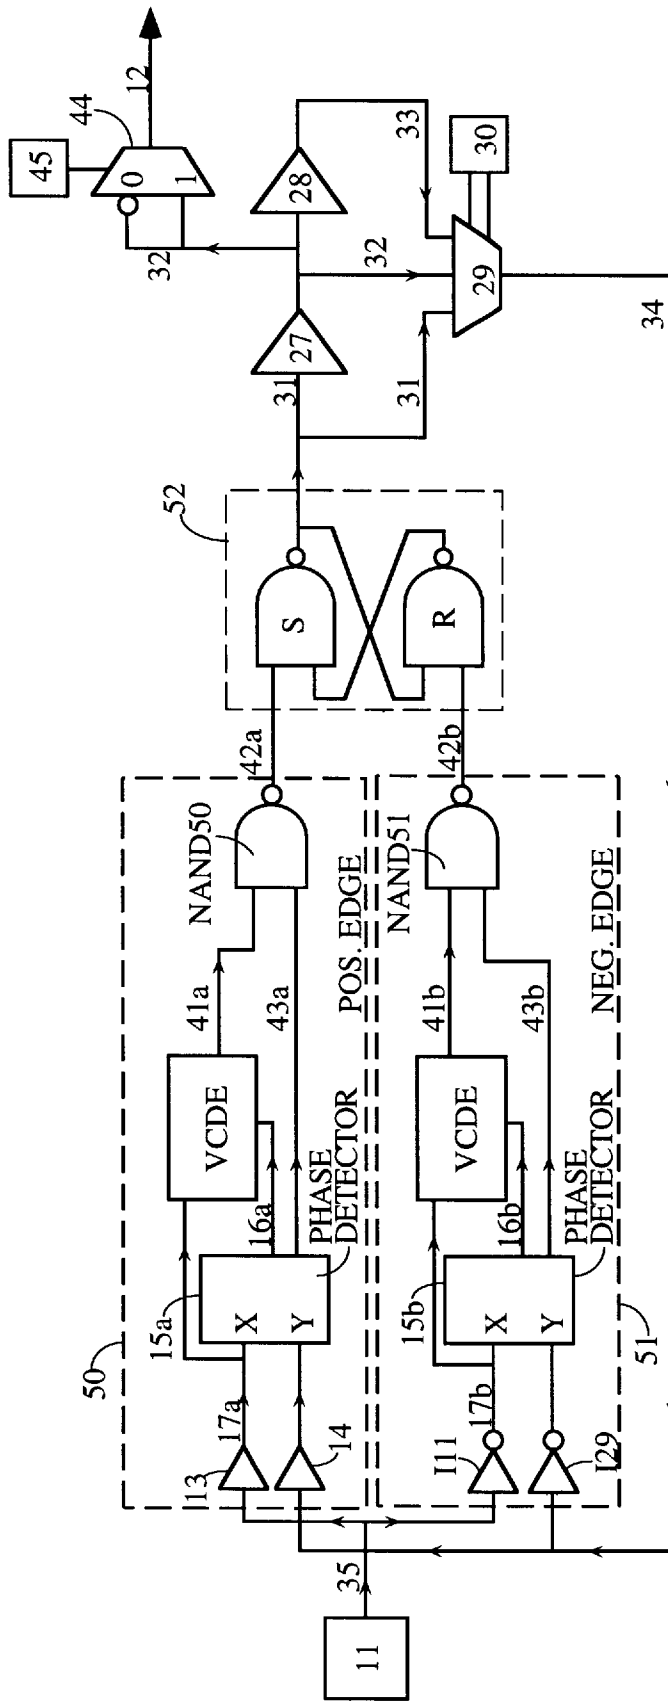 11
35
50
13
14
17a
15a
X
Y
PHASE
DETECTOR
16a
VCDE
41a
43a
POS. EDGE
NAND50
42a
I11
I29
17b
15b
X
Y
51
PHASE
DETECTOR
16b
VCDE
41b
43b
NEG. EDGE
NAND51
42b
52
S
R
31
27
31
32
28
32
33
29
30
34
45
44
0
1
12